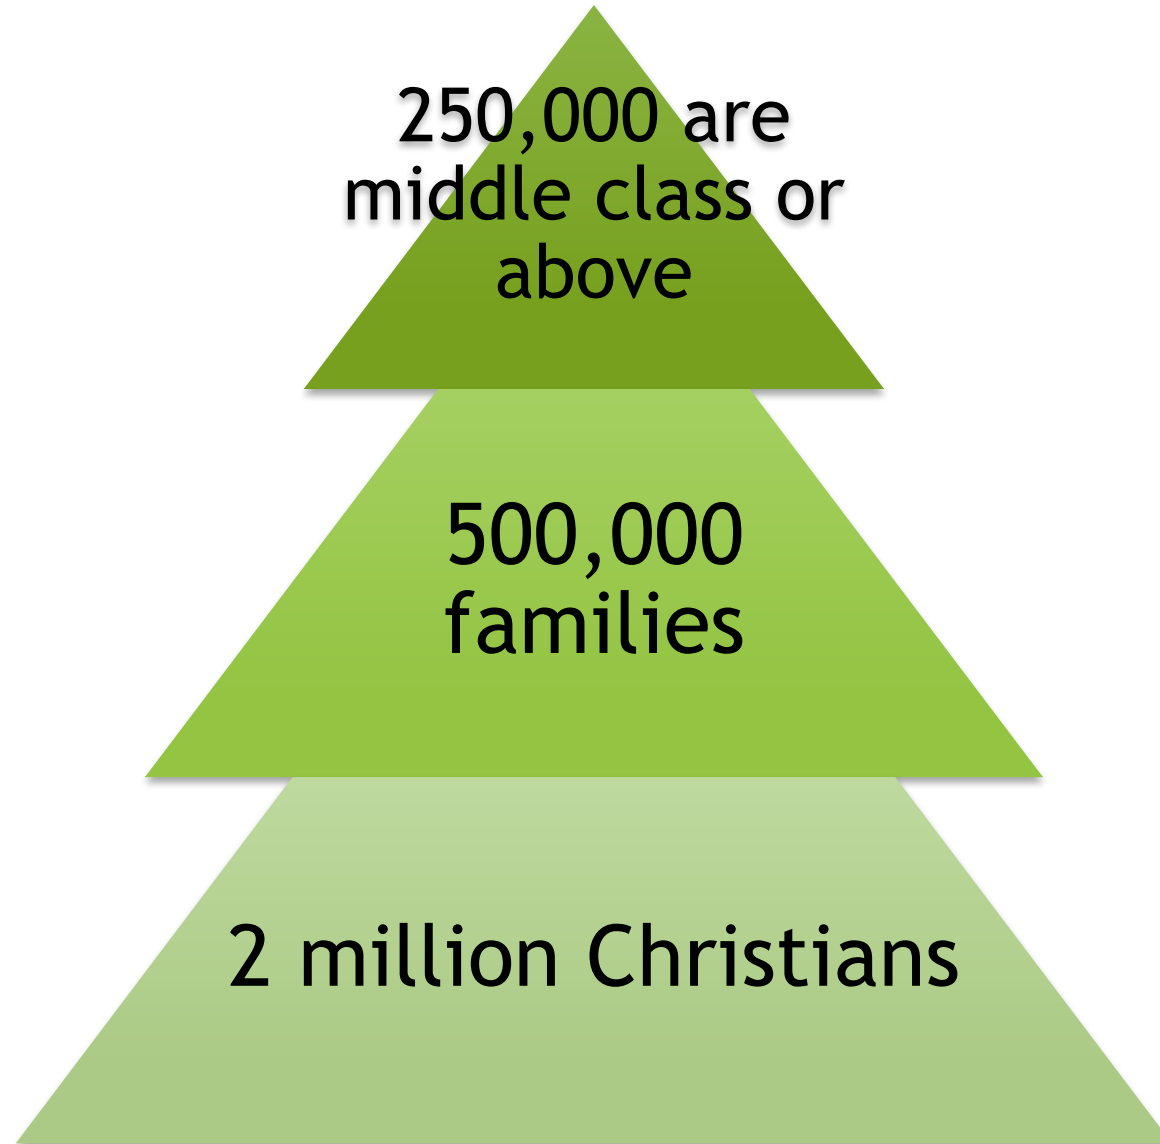 250,000 are
middle class or
above
500,000
families
2 million Christians